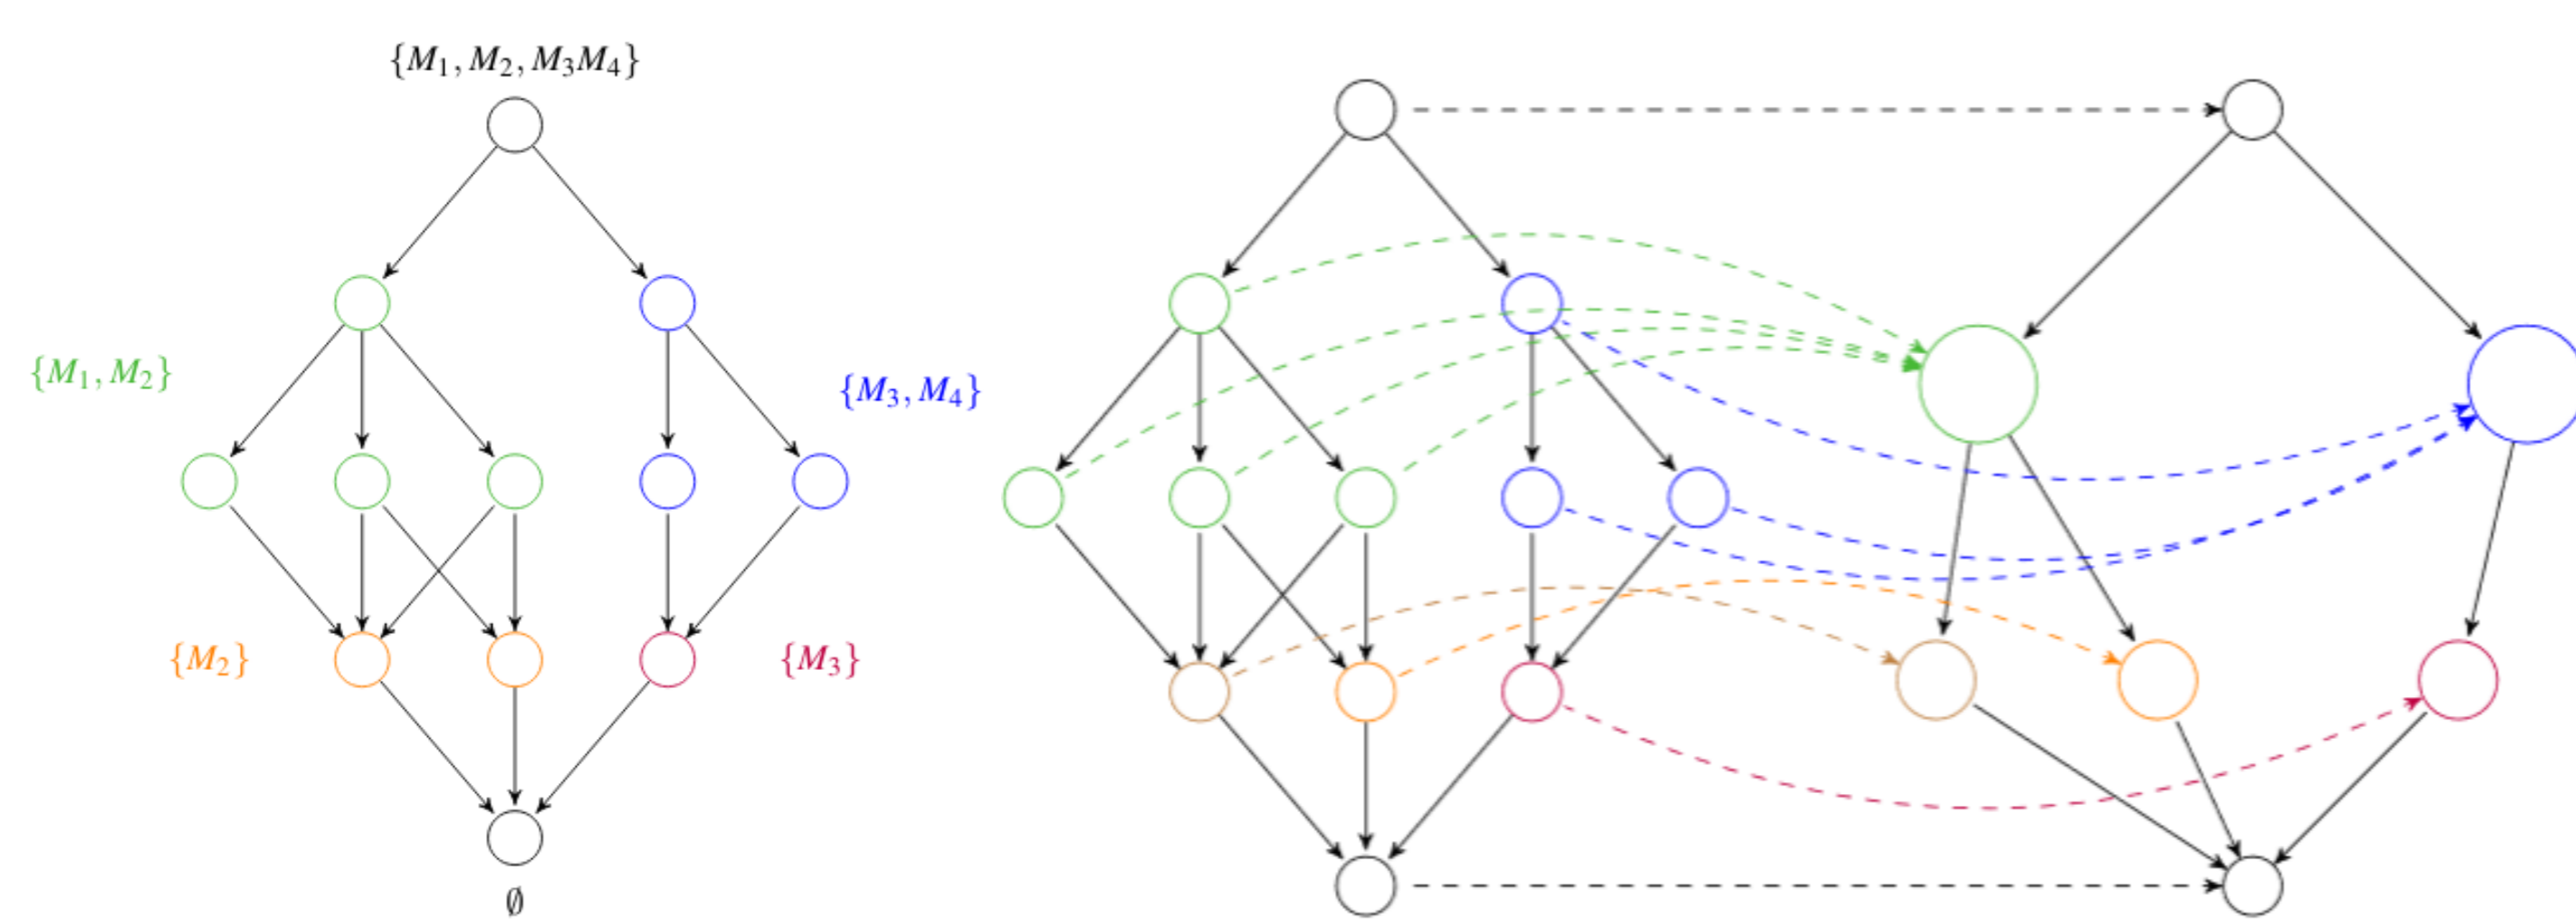 {M₁, M₂, M₃M₄}
{M₁, M₂}
{M₃, M₄}
{M₂}
{M₃}
∅